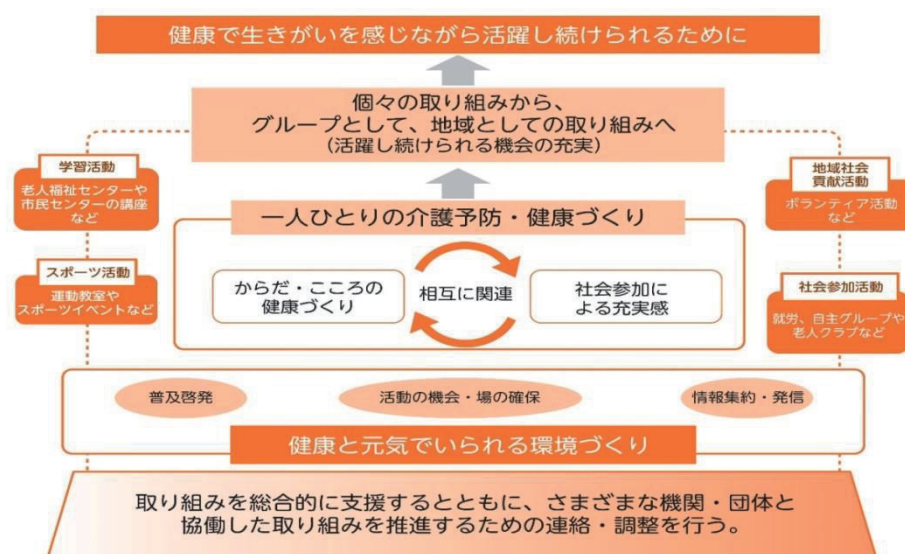 健康で生きがいを感じながら活躍し続けられるために
個々の取り組みから、
グループとして、地域としての取り組みへ
(活躍し続けられる機会の充実)
学習活動
老人福祉センターや
市民センターの講座
など
地域社会
貢献活動
ボランティア活動
など
一人ひとりの介護予防・健康づくり
スポーツ活動
運動教室や
スポーツイベントなど
からだ・こころの
健康づくり
相互に関連
社会参加に
よる充実感
社会参加活動
就労、自主グループや
老人クラブなど
普及啓発
活動の機会・場の確保
情報集約・発信
健康と元気でいられる環境づくり
取り組みを総合的に支援するとともに、さまざまな機関・団体と
協働した取り組みを推進するための連絡・調整を行う。